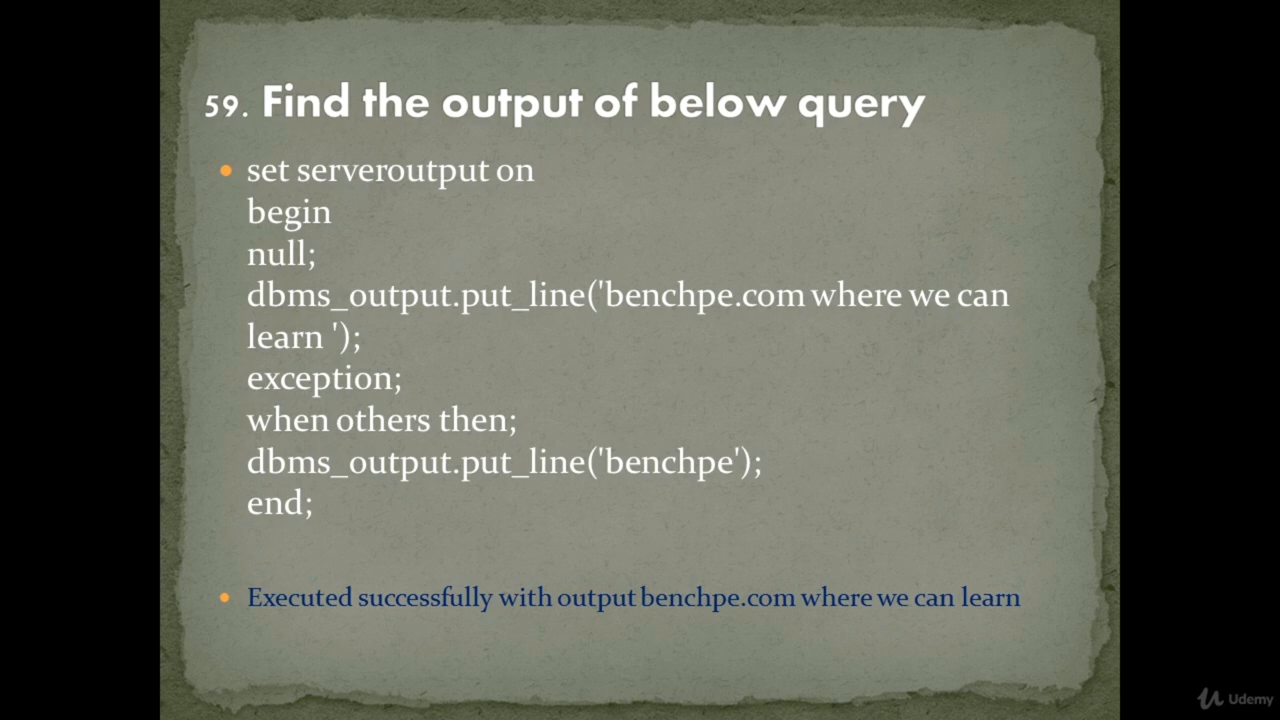 59. Find the output of below query
set serveroutput on
begin
null;
dbms_output.put_line('benchpe.com where we can
learn ');
exception;
when others then;
dbms_output.put_line('benchpe');
end;
Executed successfully with output benchpe.com where we can learn
Udemy